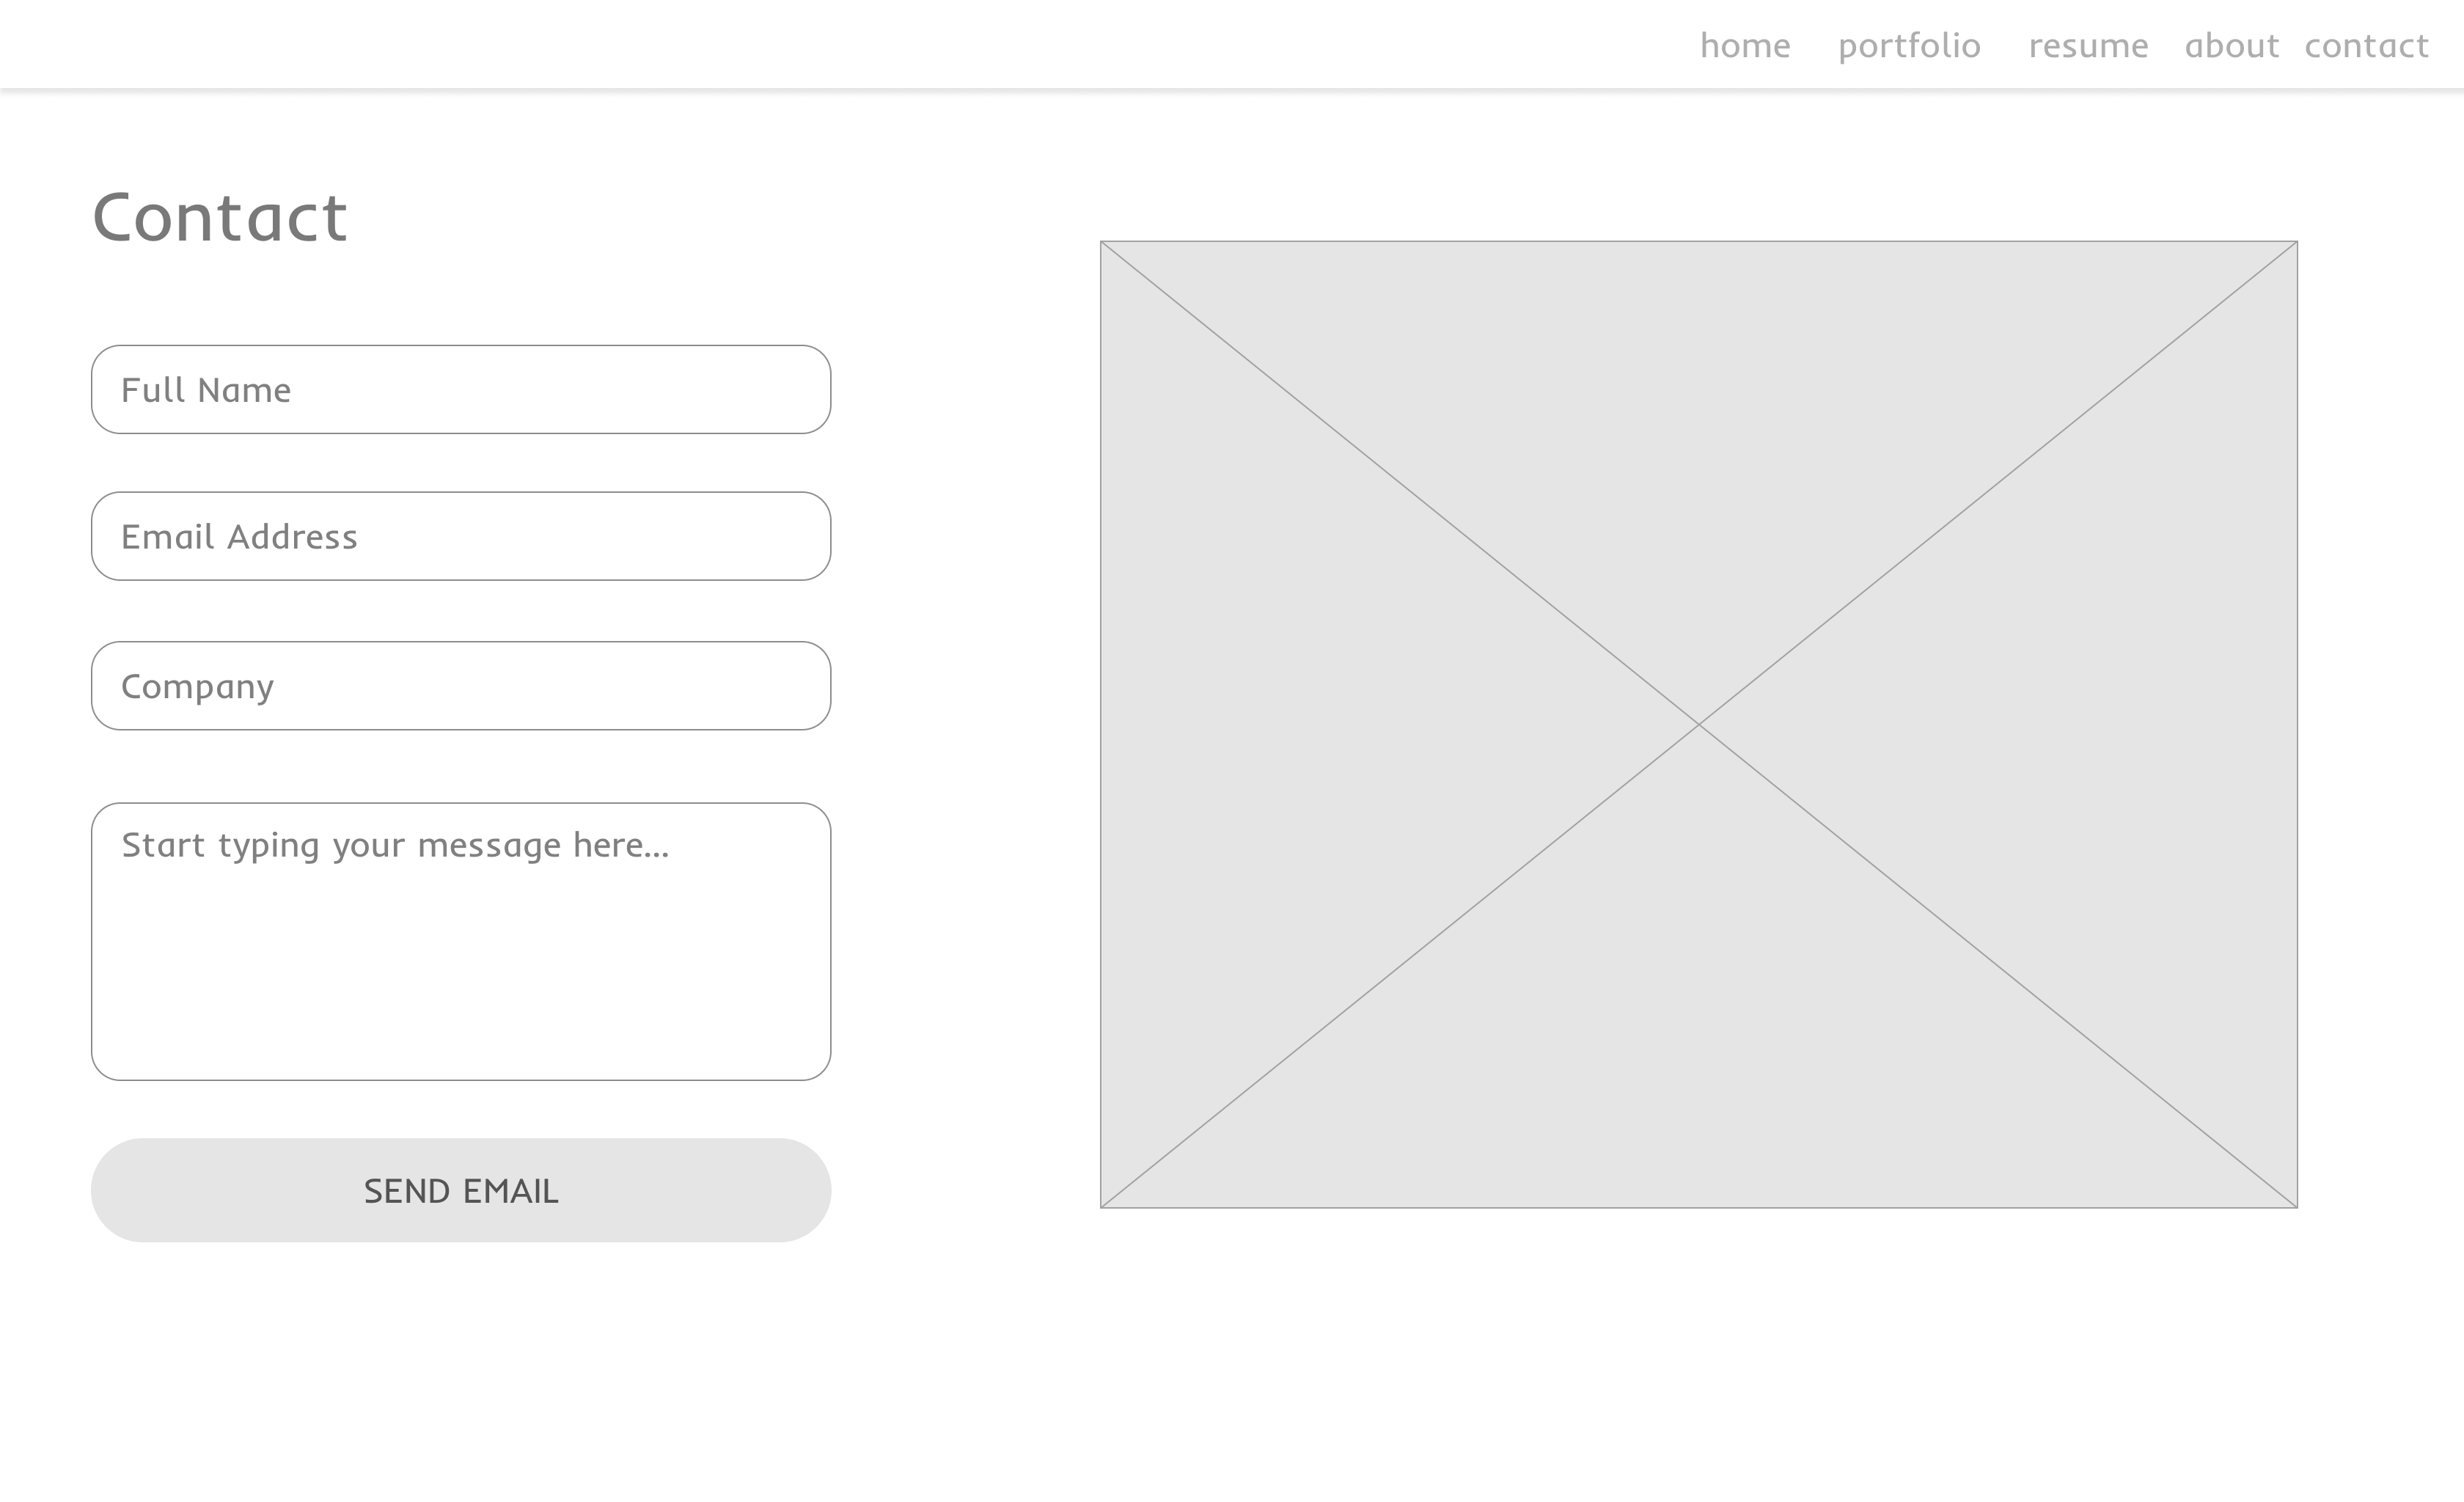 home portfolio resume about contact
Contact
Full Name
Email Address
Company
Start typing your message here...
SEND EMAIL